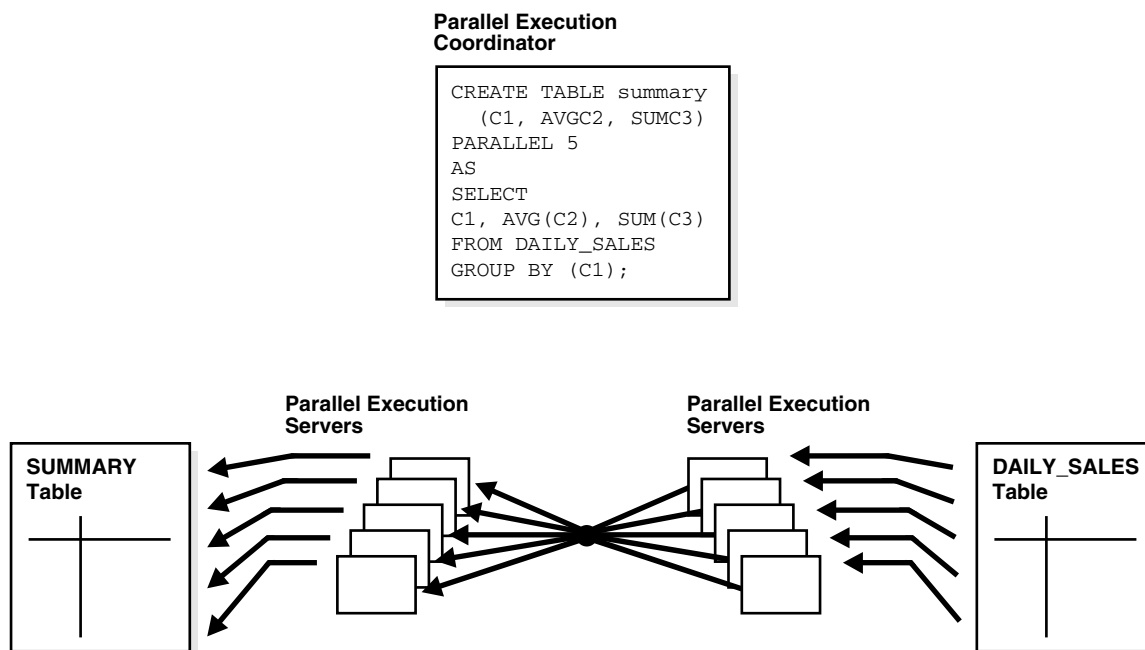 Parallel Execution
Coordinator
CREATE TABLE summary
(C1, AVGC2, SUMC3)
PARALLEL 5
AS
SELECT
C1, AVG(C2), SUM(C3)
FROM DAILY_SALES
GROUP BY (C1);
Parallel Execution
Servers
Parallel Execution
Servers
SUMMARY
Table
DAILY_SALES
Table